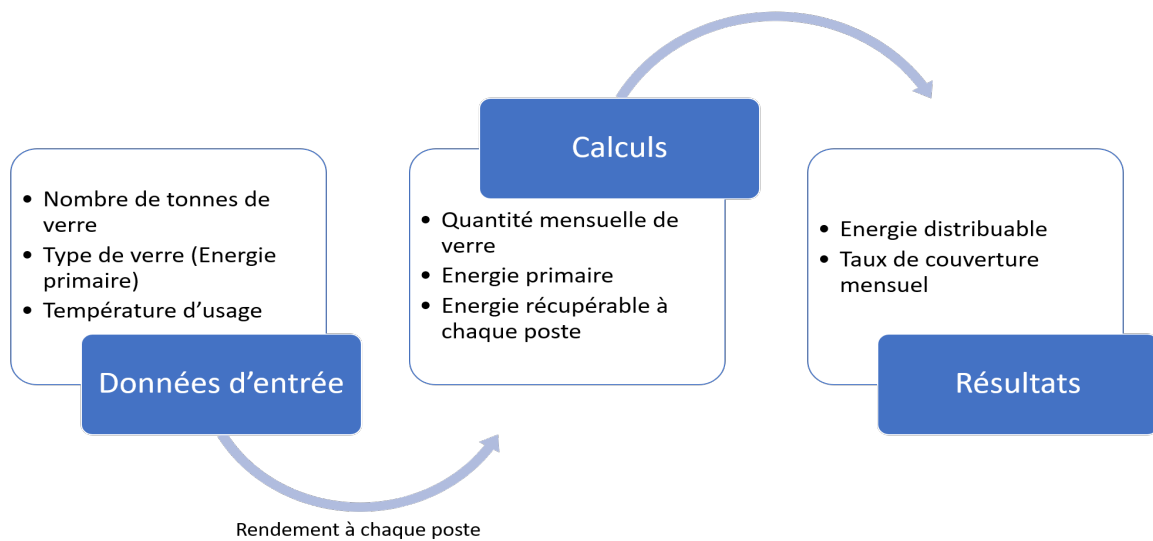 • Nombre de tonnes de
verre
• Type de verre (Energie
primaire)
• Température d’usage
Données d’entrée
Rendement à chaque poste
Calculs
• Quantité mensuelle de
verre
• Energie primaire
• Energie récupérable à
chaque poste
• Energie distribuable
• Taux de couverture
mensuel
Résultats